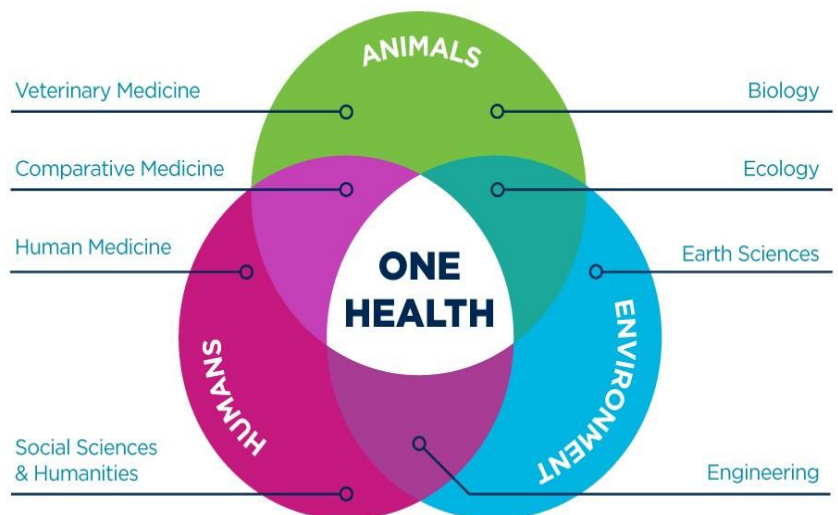 ANIMALS
Veterinary Medicine
Biology
Comparative Medicine
Ecology
Human Medicine
Earth Sciences
ONE
HEALTH
HUMANS
ENVIRONMENT
Social Sciences
& Humanities
Engineering